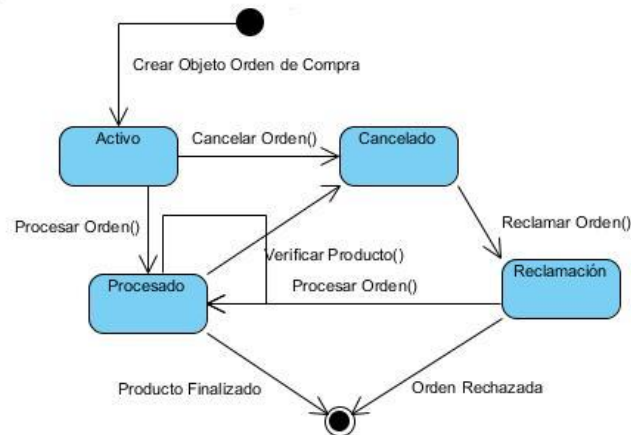 Crear Objeto Orden de Compra
Activo
Cancelar Orden()
Cancelado
Procesar Orden()
Reclamar Orden()
Verificar Producto()
Procesado
Procesar Orden()
Reclamación
Producto Finalizado
Orden Rechazada